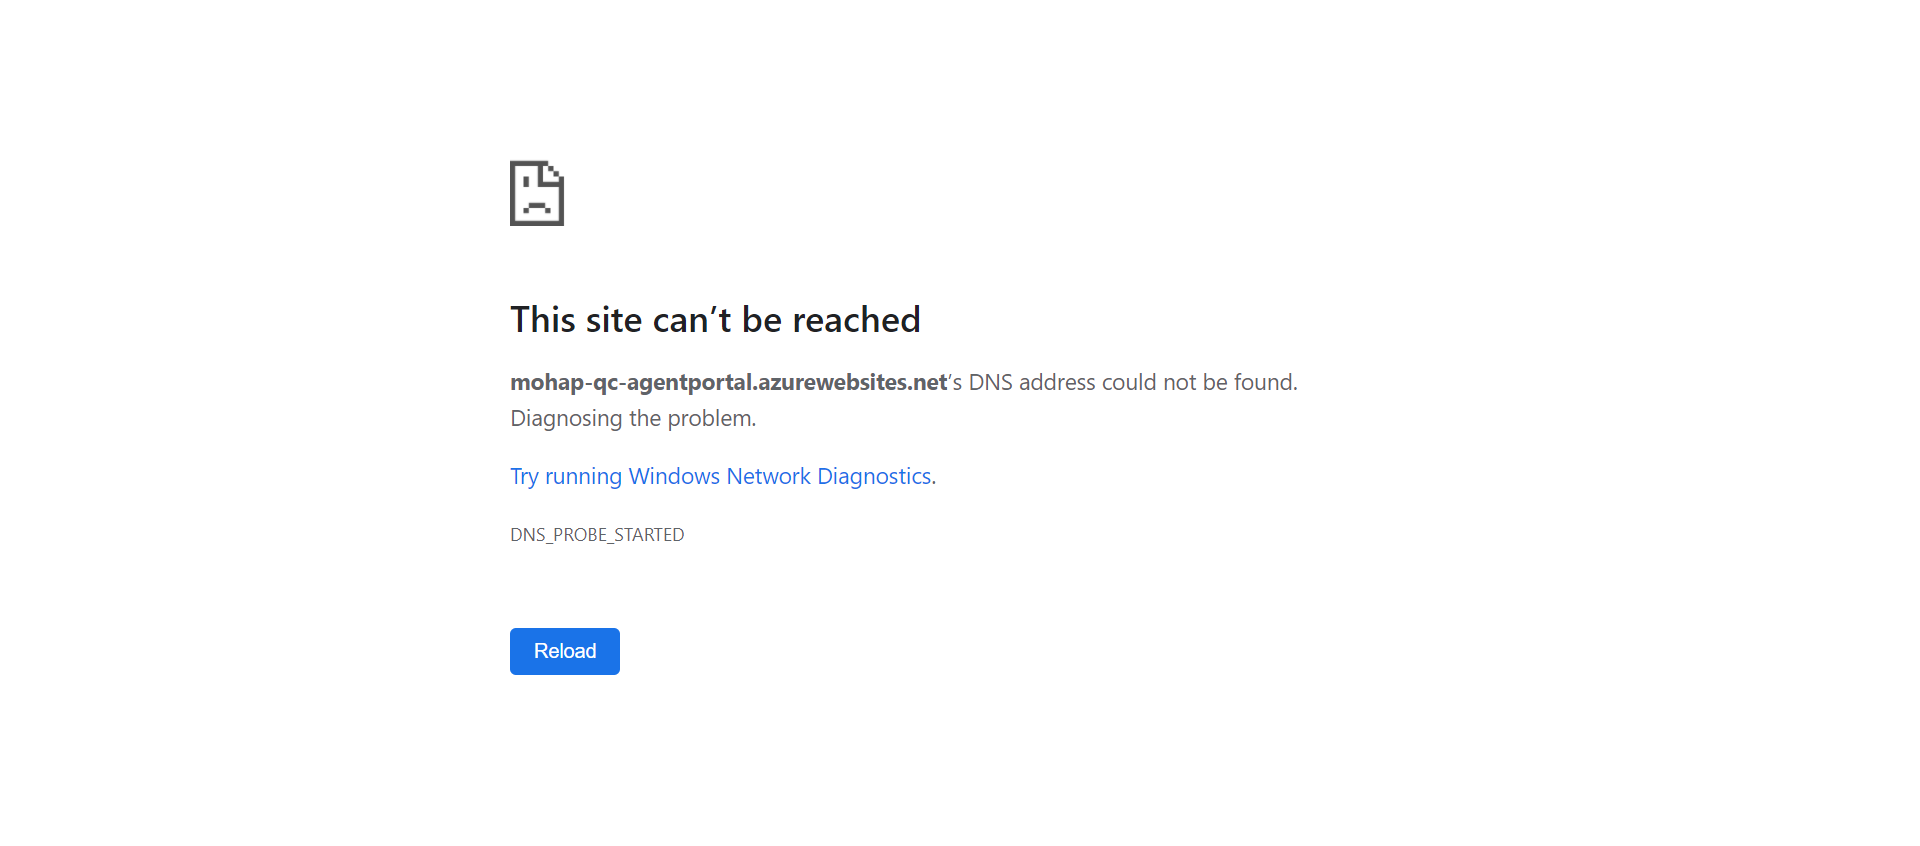 This site can’t be reached
mohap-qc-agentportal.azurewebsites.net’s DNS address could not be found.
Diagnosing the problem.
Try running Windows Network Diagnostics.
DNS_PROBE_STARTED
Reload